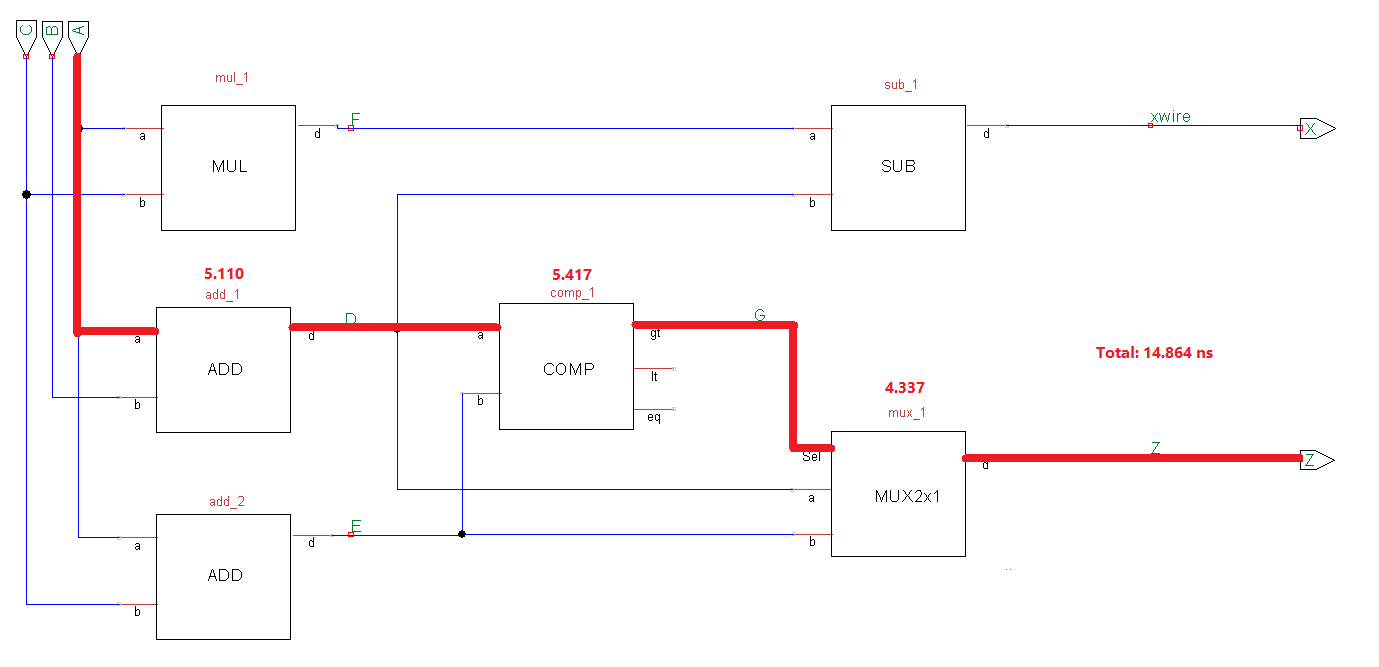 C B A
mul_1
a
b
MUL
d
F
sub_1
a
b
SUB
d
xwire
X
5.110
add_1
a
b
ADD
d
D
5.417
comp_1
a
b
COMP
gt
lt
eq
G
Total: 14.864 ns
4.337
mux_1
Sel
a
b
MUX2x1
d
Z
Z
add_2
a
b
ADD
d
E